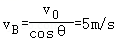 v_B = v_0/cos θ = 5m/s